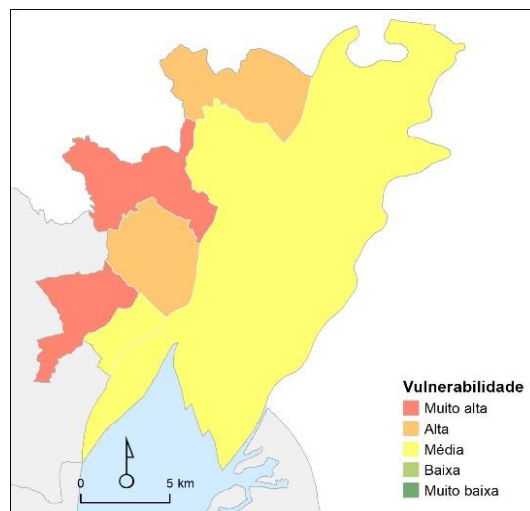 Vulnerabilidade
Muito alta
Alta
Média
Baixa
Muito baixa
0 5 km